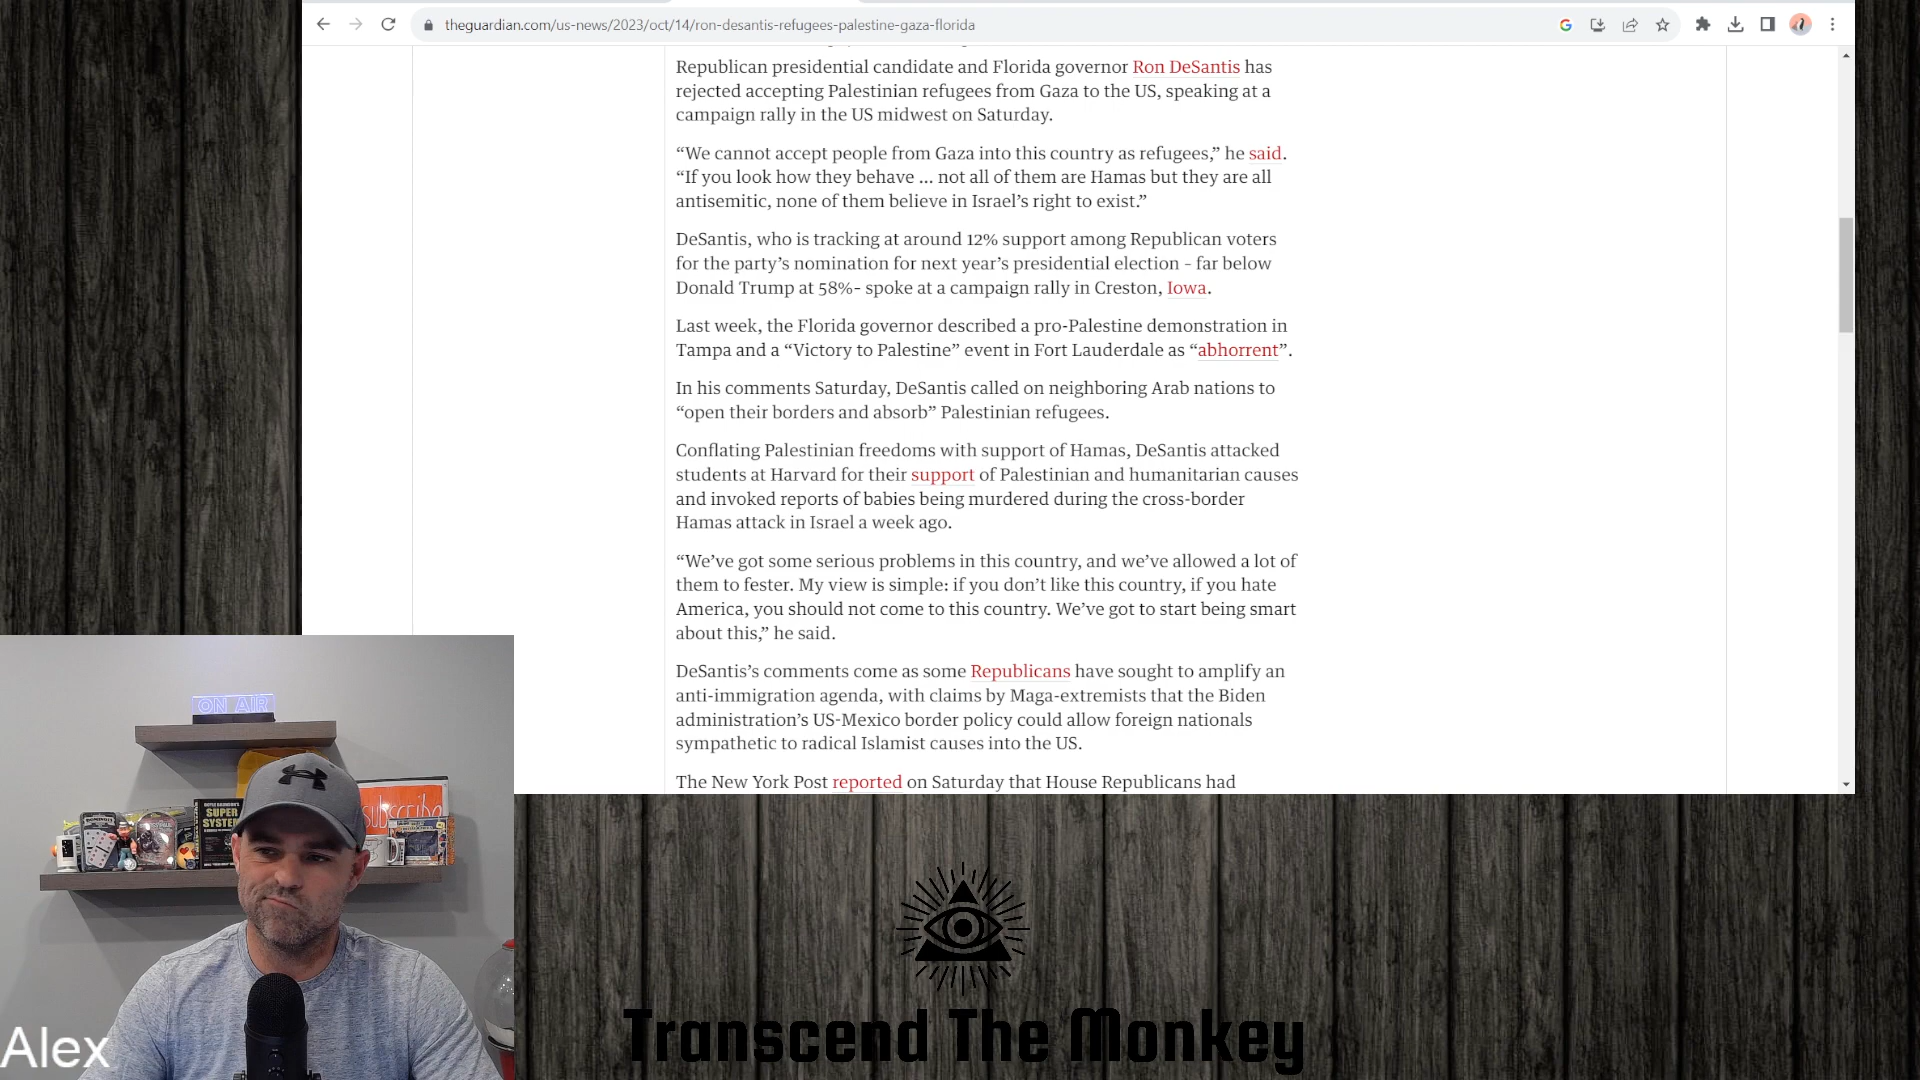 theguardian.com/us-news/2023/oct/14/ron-desantis-refugees-palestine-gaza-florida
Republican presidential candidate and Florida governor Ron DeSantis has
rejected accepting Palestinian refugees from Gaza to the US, speaking at a
campaign rally in the US midwest on Saturday.
“We cannot accept people from Gaza into this country as refugees,” he said.
“If you look how they behave ... not all of them are Hamas but they are all
antisemitic, none of them believe in Israel’s right to exist.”
DeSantis, who is tracking at around 12% support among Republican voters
for the party’s nomination for next year’s presidential election – far below
Donald Trump at 58%– spoke at a campaign rally in Creston, Iowa.
Last week, the Florida governor described a pro-Palestine demonstration in
Tampa and a “Victory to Palestine” event in Fort Lauderdale as “abhorrent”.
In his comments Saturday, DeSantis called on neighboring Arab nations to
“open their borders and absorb” Palestinian refugees.
Conflating Palestinian freedoms with support of Hamas, DeSantis attacked
students at Harvard for their support of Palestinian and humanitarian causes
and invoked reports of babies being murdered during the cross-border
Hamas attack in Israel a week ago.
“We’ve got some serious problems in this country, and we’ve allowed a lot of
them to fester. My view is simple: if you don’t like this country, if you hate
America, you should not come to this country. We’ve got to start being smart
about this,” he said.
DeSantis’s comments come as some Republicans have sought to amplify an
anti-immigration agenda, with claims by Maga-extremists that the Biden
administration’s US-Mexico border policy could allow foreign nationals
sympathetic to radical Islamist causes into the US.
The New York Post reported on Saturday that House Republicans had
ON AIR
subscribe
SUPER
SYSTEM
Alex
Transcend The Monkey